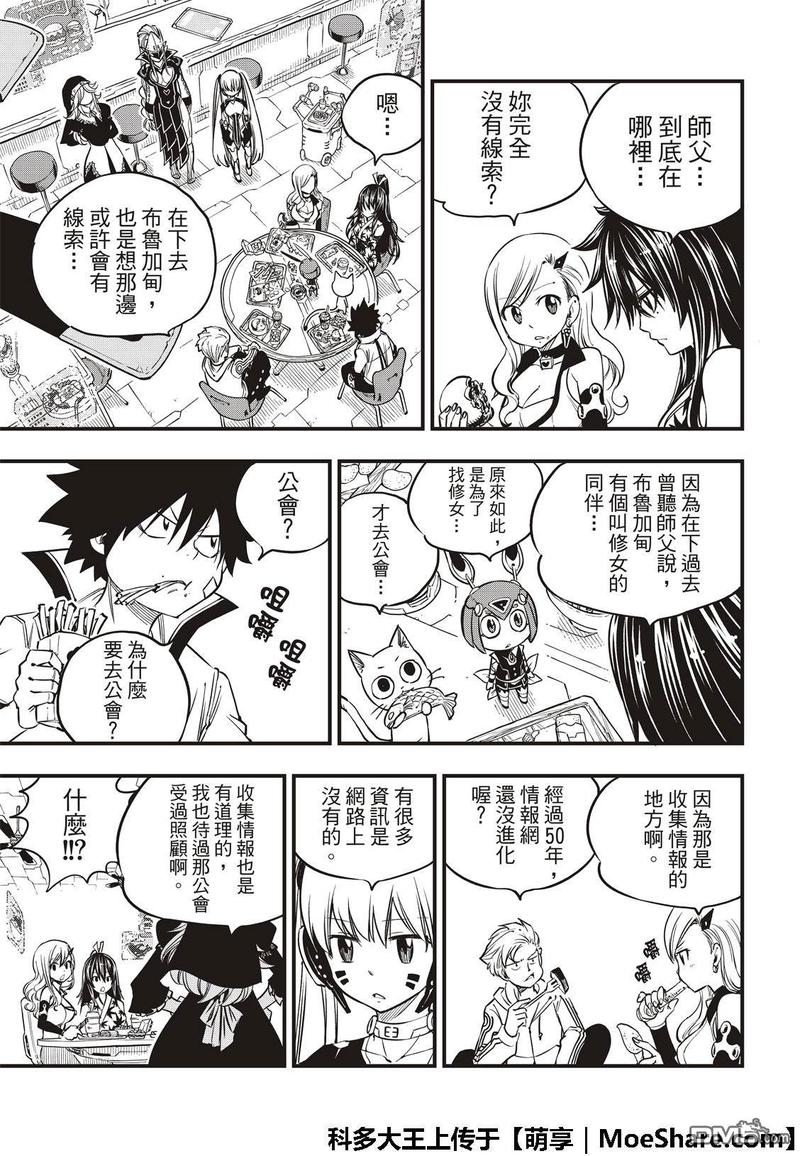 師父…
到底在
哪裡…
妳完全
沒有線索？
嗯…
在下去
布魯加甸，
也是想那邊
或許會有
線索…
因為在下過去
曾聽師父說，
布魯加甸
有個叫修女的
同伴…
原來如此，
是為了
找修女…
才去公會…
公會？
為什麼
要去公會？
因為那是
收集情報的
地方啊。
經過50年，
情報網
還沒進化
喔？
有很多
資訊是
網路上
沒有的。
收集情報也是
有道理的，
我也待過那公會
受過照顧啊。
什麼!!?
E3
科多大王上传于【萌享｜MoeShare.com】